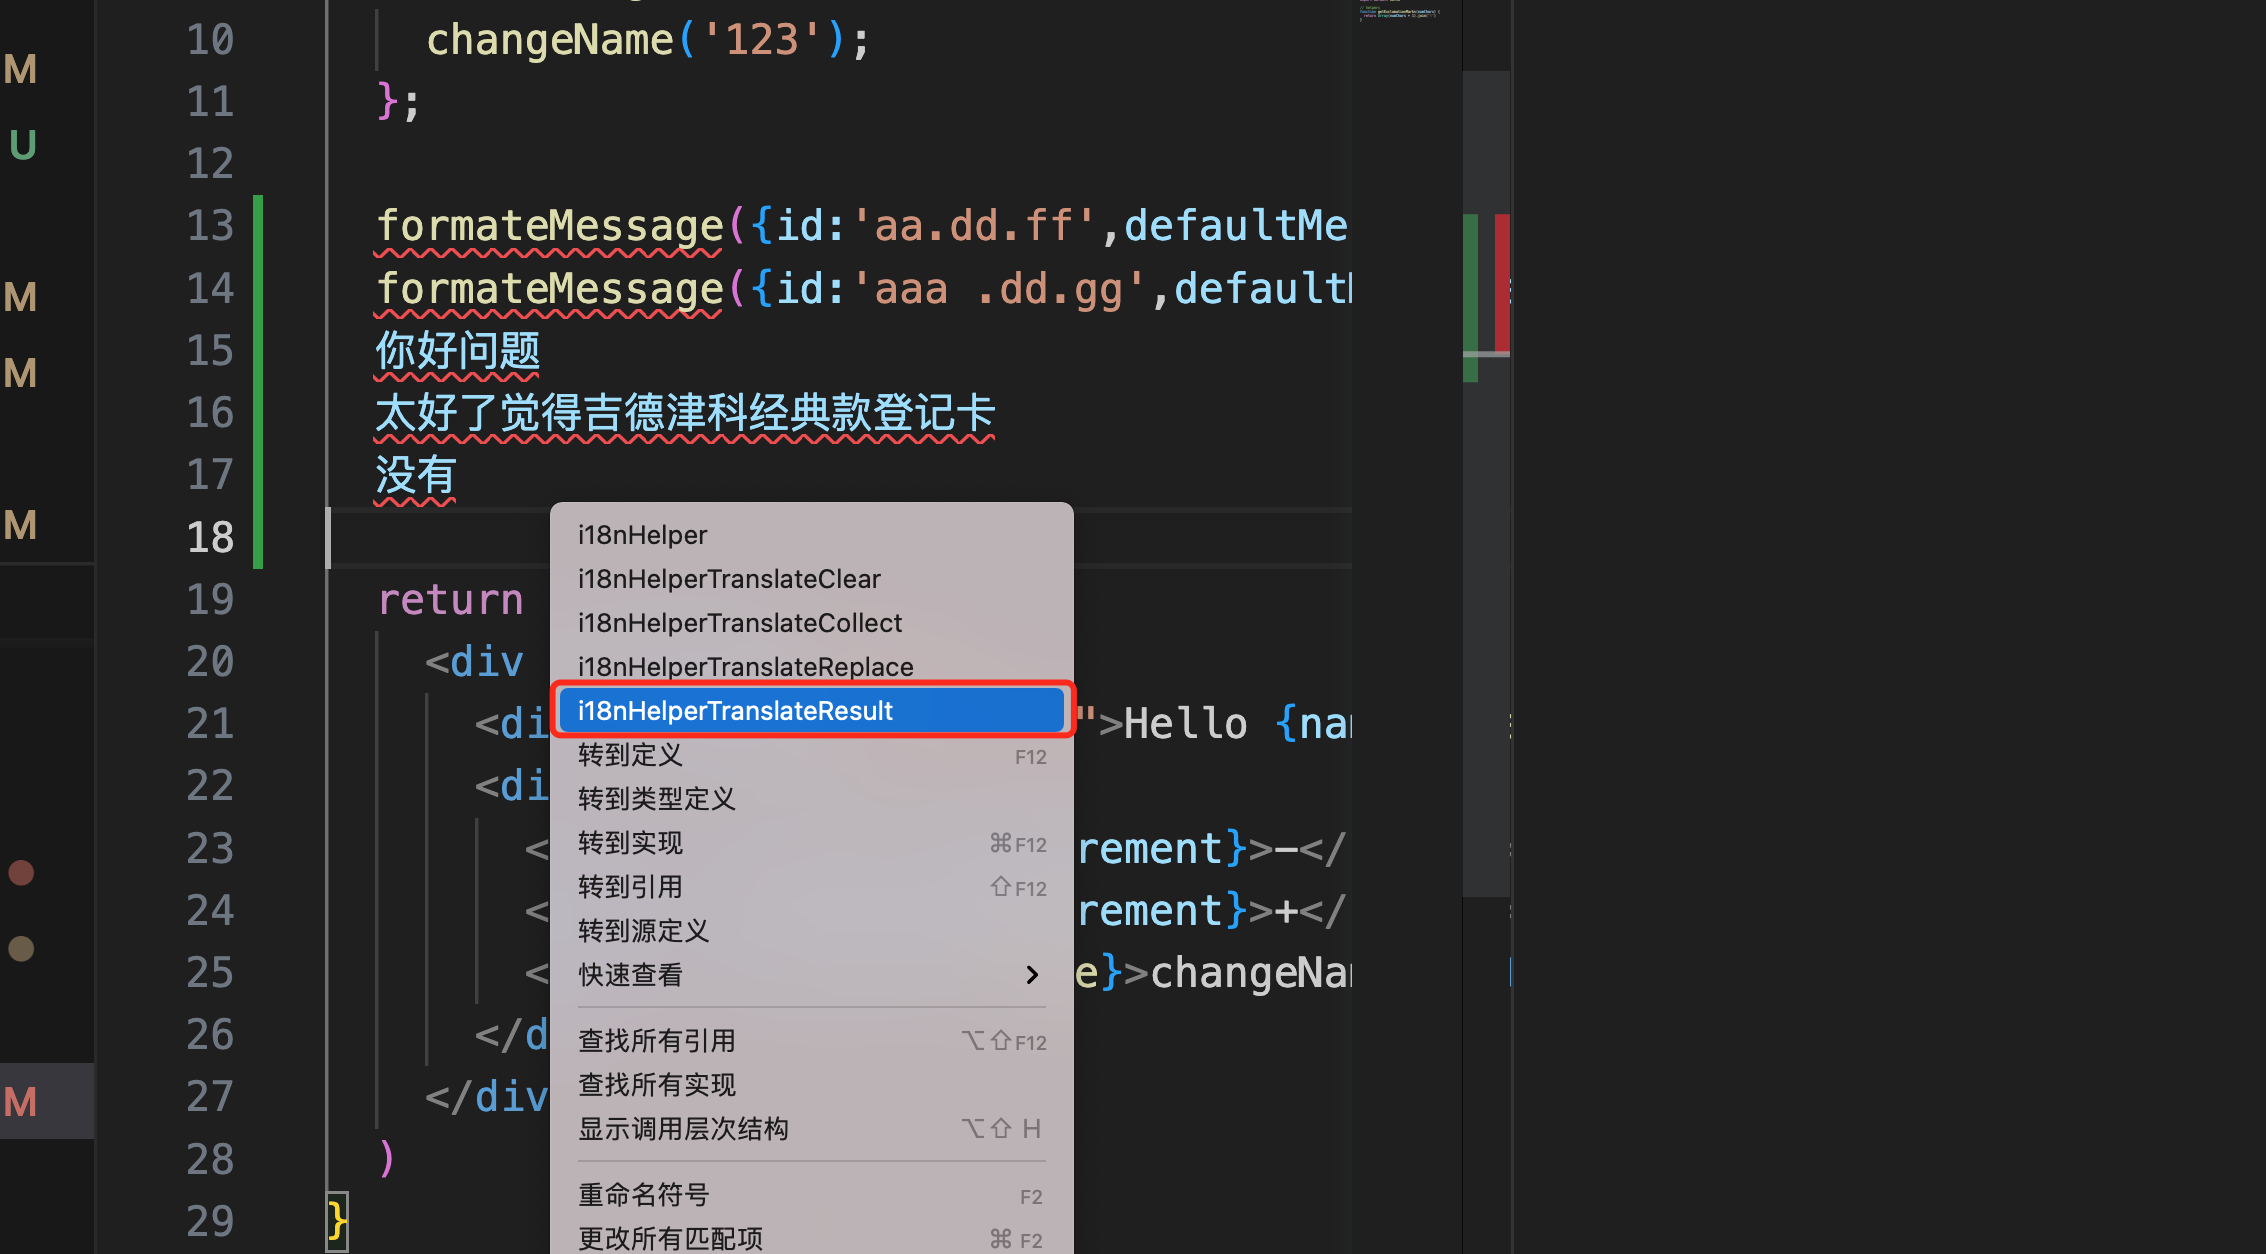 M
U
M
M
M
M
10 changeName('123');
11 };
12
13 formateMessage({id:'aa.dd.ff',defaultMe
14 formateMessage({id:'aaa .dd.gg',default
15 你好问题
16 太好了觉得吉德津科经典款登记卡
17 没有
18
19 return
20 <div
21 <di ">Hello {nam
22 <di
23 < rement}>-</
24 < rement}>+</
25 < e}>changeNam
26 </d
27 </div
28 )
29 }
i18nHelper
i18nHelperTranslateClear
i18nHelperTranslateCollect
i18nHelperTranslateReplace
i18nHelperTranslateResult
转到定义 F12
转到类型定义
转到实现 ⌘F12
转到引用 ⇧F12
转到源定义
快速查看
查找所有引用 ⌥⇧F12
查找所有实现
显示调用层次结构 ⌥⇧ H
重命名符号 F2
更改所有匹配项 ⌘ F2